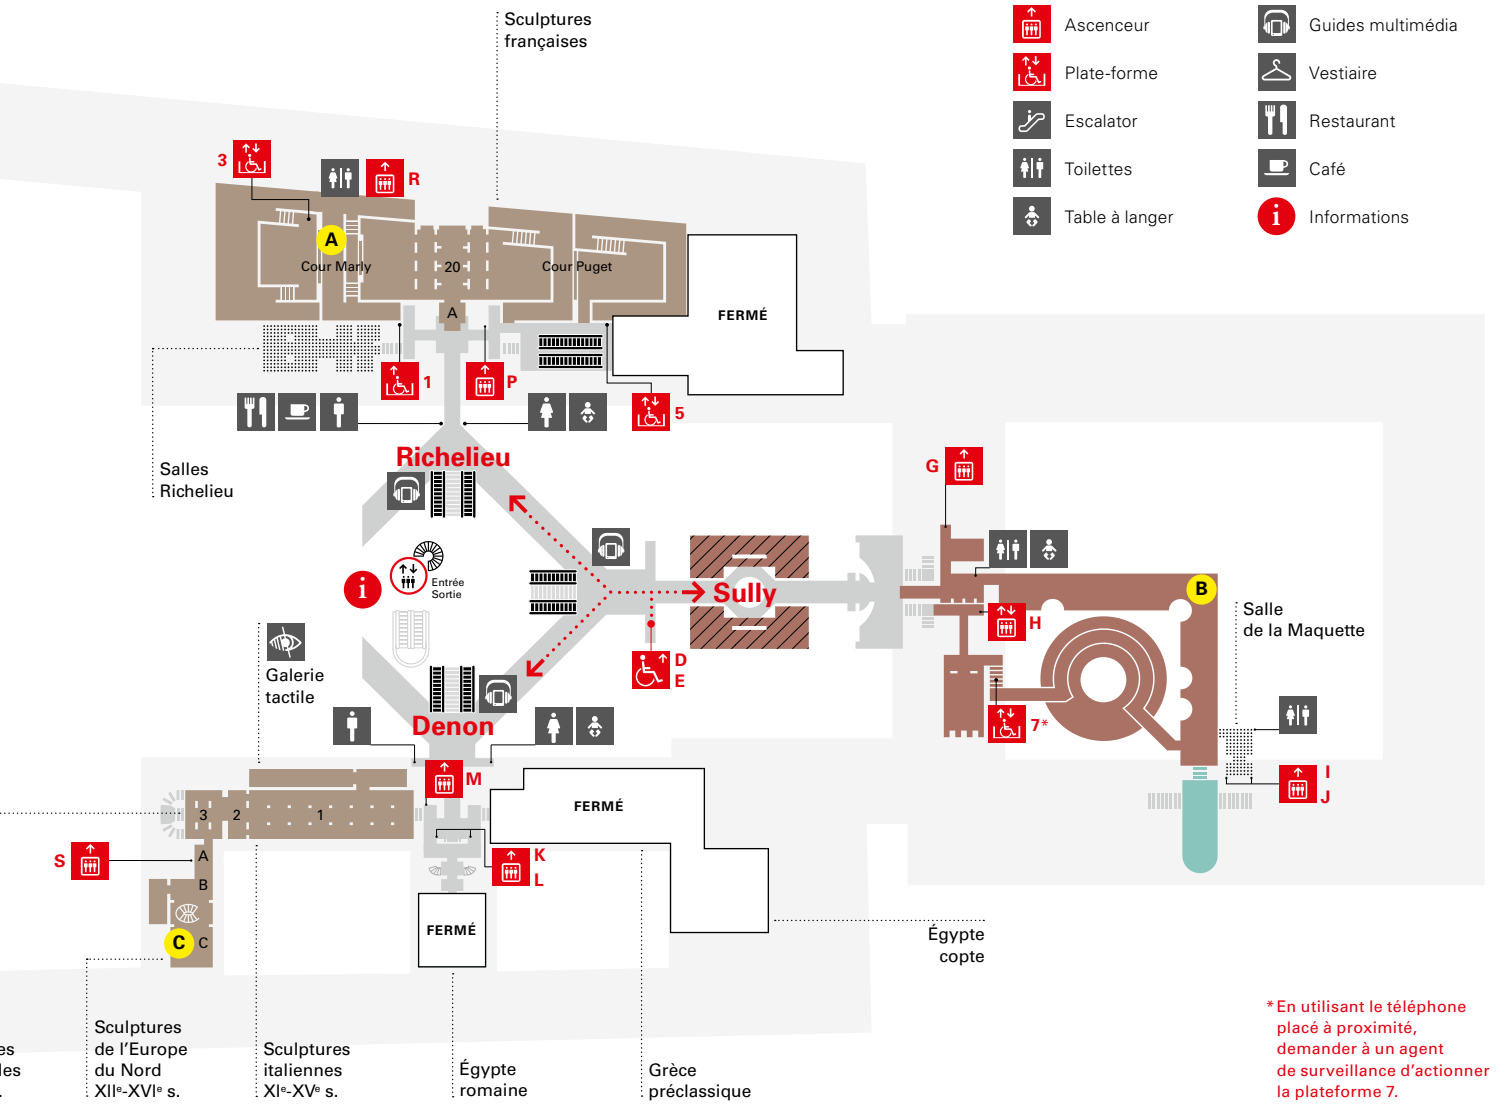 Sculptures
françaises
Ascenceur
Plate-forme
Escalator
Toilettes
Table à langer
Guides multimédia
Vestiaire
Restaurant
Café
i Informations
3
R
A
Cour Marly
20
Cour Puget
A
FERMÉ
1
P
5
Salles
Richelieu
Richelieu
G
i
Entrée
Sortie
Sully
B
H
Salle
de la Maquette
Galerie
tactile
D
E
Denon
7*
M
I
J
3
2
1
FERMÉ
S
A
K
L
B
FERMÉ
C
C
Égypte
copte
Sculptures
de l'Europe
du Nord
XIIe-XVIe s.
Sculptures
italiennes
XIe-XVe s.
Égypte
romaine
Grèce
préclassique
* En utilisant le téléphone
placé à proximité,
demander à un agent
de surveillance d'actionner
la plateforme 7.